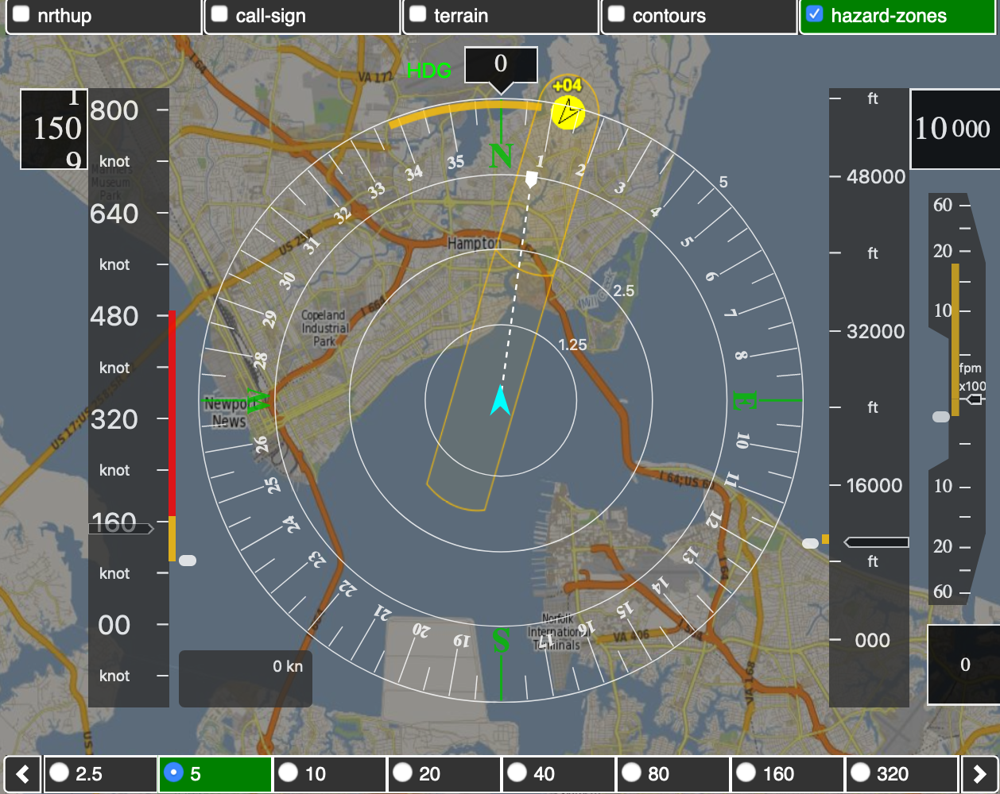 nrthup
call-sign
terrain
contours
hazard-zones
I 64
VA 172
HDG
0
+04
1
150
9
knot
800
640
480
320
160
00
knot
knot
knot
knot
knot
Mariners
Museum
Park
ft
10 000
48000
ft
32000
ft
16000
ft
000
60
20
10
fpm
x100
10
20
60
0
N
1
2
3
4
5
6
7
8
E
10
11
12
13
14
15
16
17
S
19
20
21
22
23
24
25
26
W
28
29
30
31
32
33
34
35
5
2.5
1.25
US 258
Hampton
Mill
Copeland
Industrial
Park
I 664
Newport
News
US 17;US 258;SR
I 64;US 60
I 64
Norfolk
International
Terminals
VA 406
I 564
VA 168
US
0 kn
2.5
5
10
20
40
80
160
320